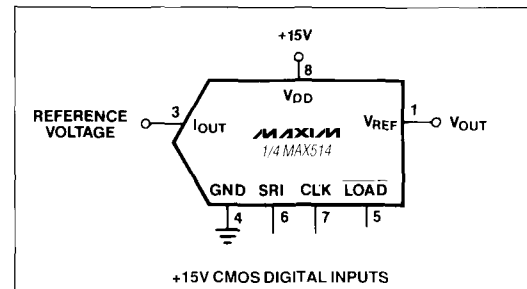 +15V
8
VDD
REFERENCE
VOLTAGE
3
IOUT
MAXIM
1/4 MAX514
VREF
1
VOUT
GND SRI CLK LOAD
4 6 7 5
+15V CMOS DIGITAL INPUTS